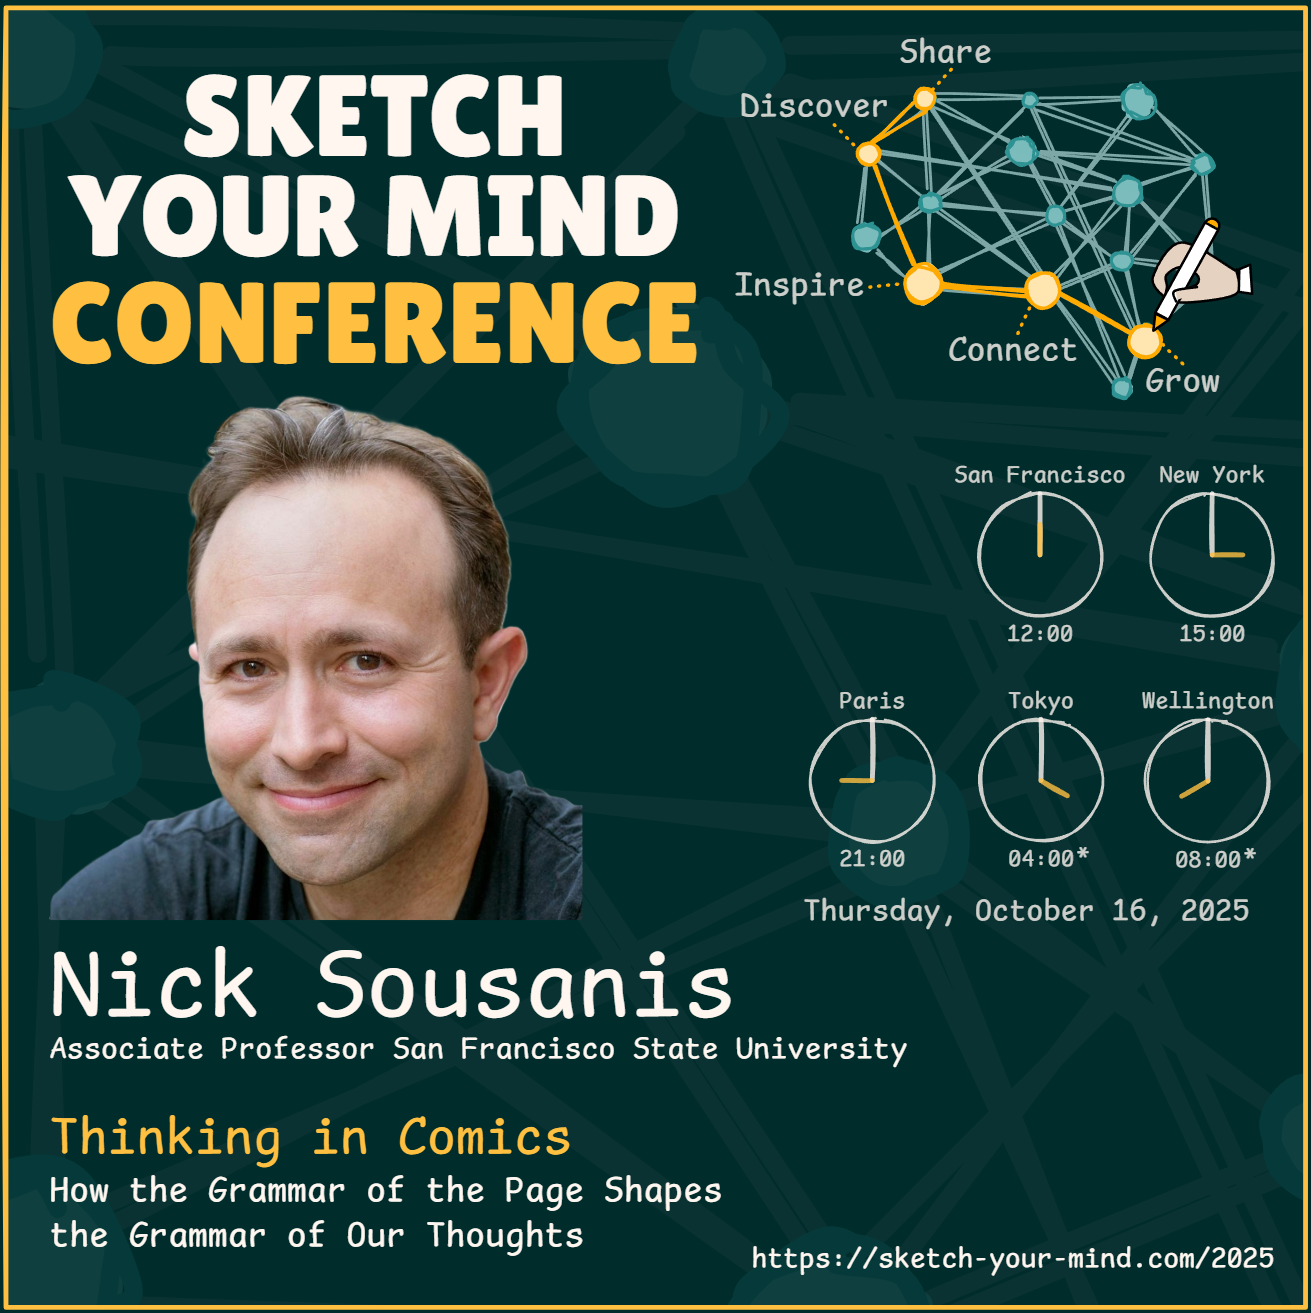 SKETCH
YOUR MIND
CONFERENCE
Share
Discover
Inspire
Connect
Grow
San Francisco
12:00
New York
15:00
Paris
21:00
Tokyo
04:00*
Wellington
08:00*
Thursday, October 16, 2025
Nick Sousanis
Associate Professor San Francisco State University
Thinking in Comics
How the Grammar of the Page Shapes
the Grammar of Our Thoughts
https://sketch-your-mind.com/2025